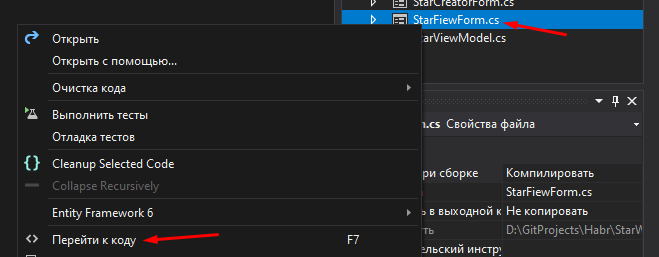 StarCreatorForm.cs
StarFiewForm.cs
StarViewModel.cs
Открыть
Открыть с помощью...
Очистка кода
Выполнить тесты
Отладка тестов
Cleanup Selected Code
Collapse Recursively
Entity Framework 6
Перейти к коду F7
m.cs Свойства файла
ри сборке Компилировать
StarFiewForm.cs
ь в выходной к Не копировать
D:\GitProjects\Habr\StarW
ельский инстру